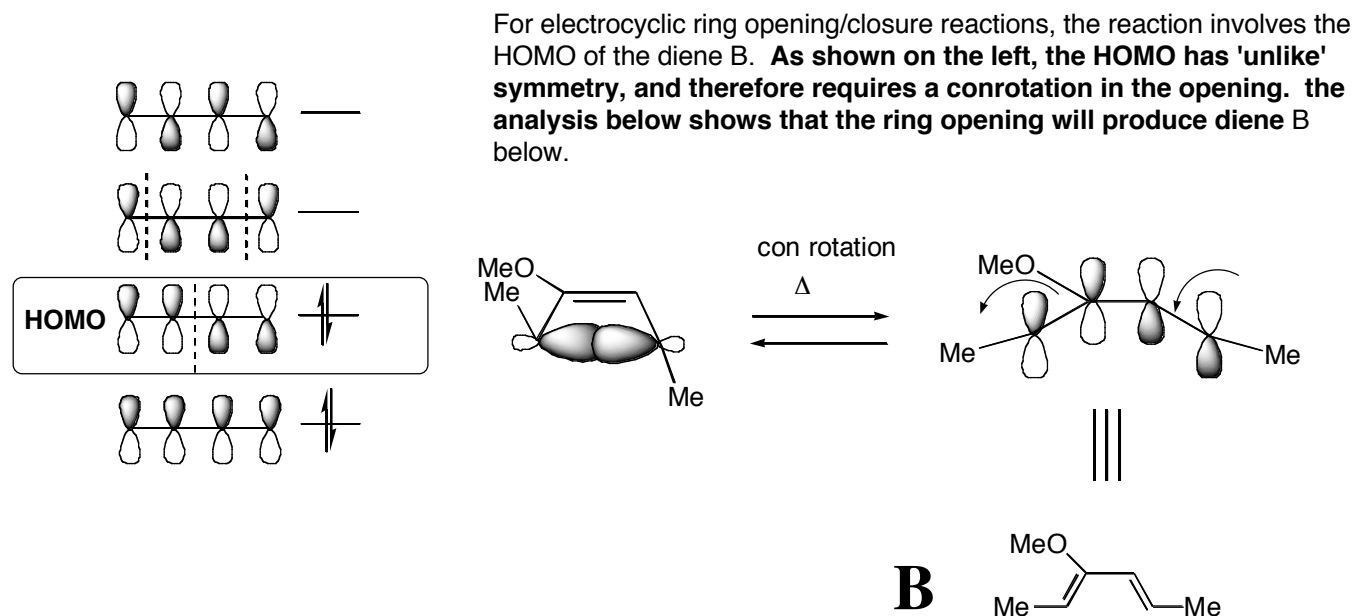 For electrocyclic ring opening/closure reactions, the reaction involves the
HOMO of the diene B. As shown on the left, the HOMO has 'unlike'
symmetry, and therefore requires a conrotation in the opening. the
analysis below shows that the ring opening will produce diene B
below.
con rotation
Δ
MeO
Me
Me
MeO
Me
Me
HOMO
B
MeO
Me
Me